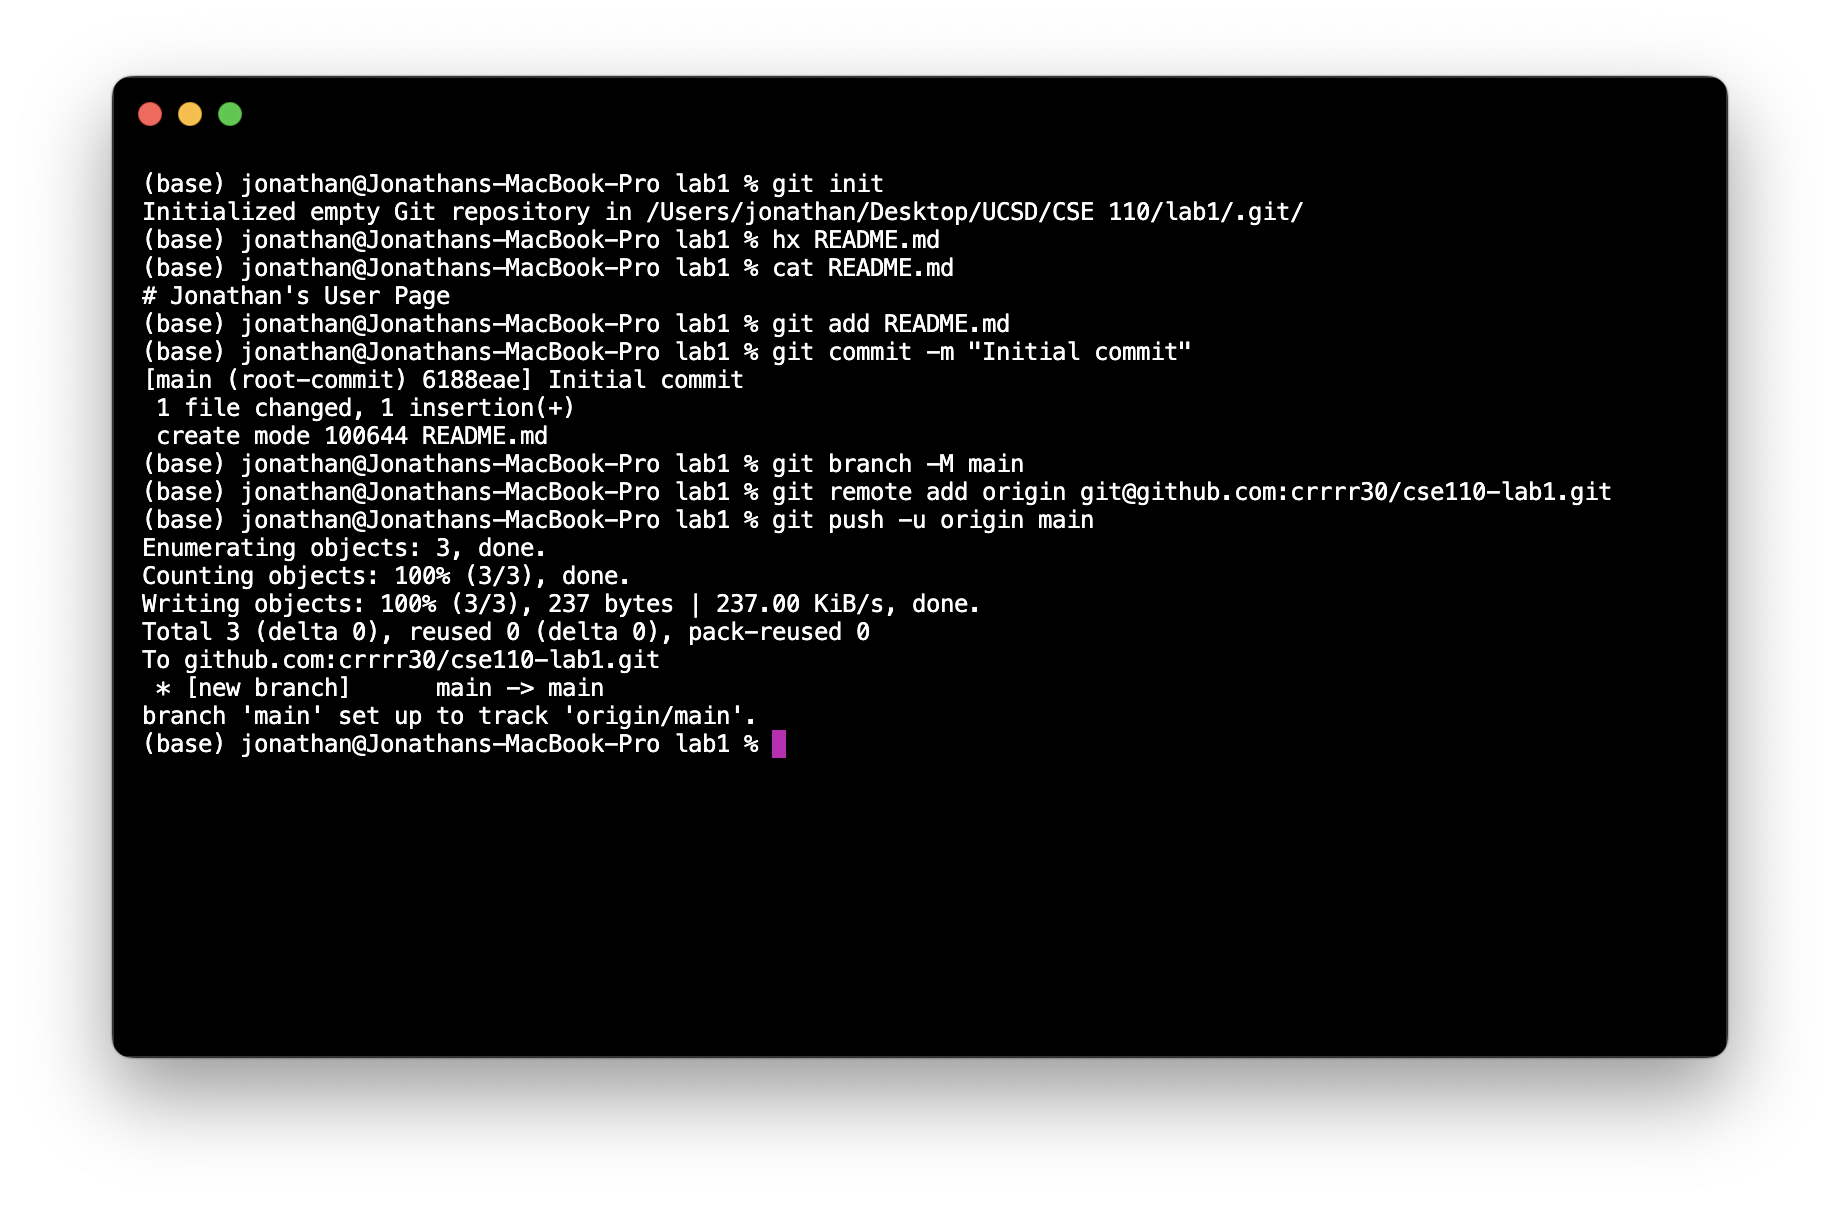 (base) jonathan@Jonathans-MacBook-Pro lab1 % git init
Initialized empty Git repository in /Users/jonathan/Desktop/UCSD/CSE 110/lab1/.git/
(base) jonathan@Jonathans-MacBook-Pro lab1 % hx README.md
(base) jonathan@Jonathans-MacBook-Pro lab1 % cat README.md
# Jonathan's User Page
(base) jonathan@Jonathans-MacBook-Pro lab1 % git add README.md
(base) jonathan@Jonathans-MacBook-Pro lab1 % git commit -m "Initial commit"
[main (root-commit) 6188eae] Initial commit
 1 file changed, 1 insertion(+)
 create mode 100644 README.md
(base) jonathan@Jonathans-MacBook-Pro lab1 % git branch -M main
(base) jonathan@Jonathans-MacBook-Pro lab1 % git remote add origin git@github.com:crrrr30/cse110-lab1.git
(base) jonathan@Jonathans-MacBook-Pro lab1 % git push -u origin main
Enumerating objects: 3, done.
Counting objects: 100% (3/3), done.
Writing objects: 100% (3/3), 237 bytes | 237.00 KiB/s, done.
Total 3 (delta 0), reused 0 (delta 0), pack-reused 0
To github.com:crrrr30/cse110-lab1.git
 * [new branch]      main -> main
branch 'main' set up to track 'origin/main'.
(base) jonathan@Jonathans-MacBook-Pro lab1 %